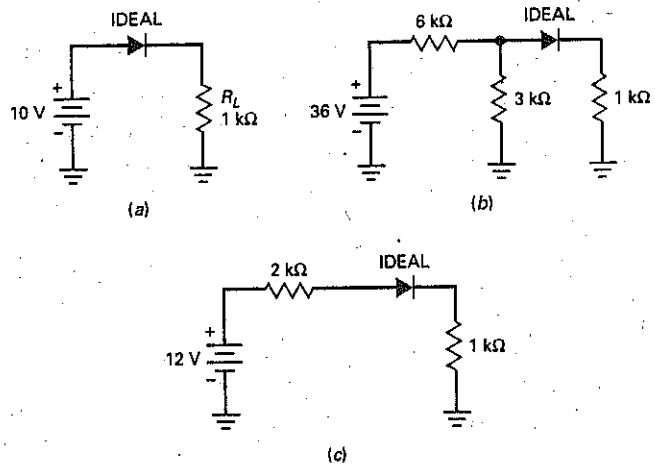 IDEAL
10 V
+
−
R_L
1 kΩ
(a)
6 kΩ
IDEAL
36 V
+
−
3 kΩ
1 kΩ
(b)
2 kΩ
IDEAL
12 V
+
−
1 kΩ
(c)